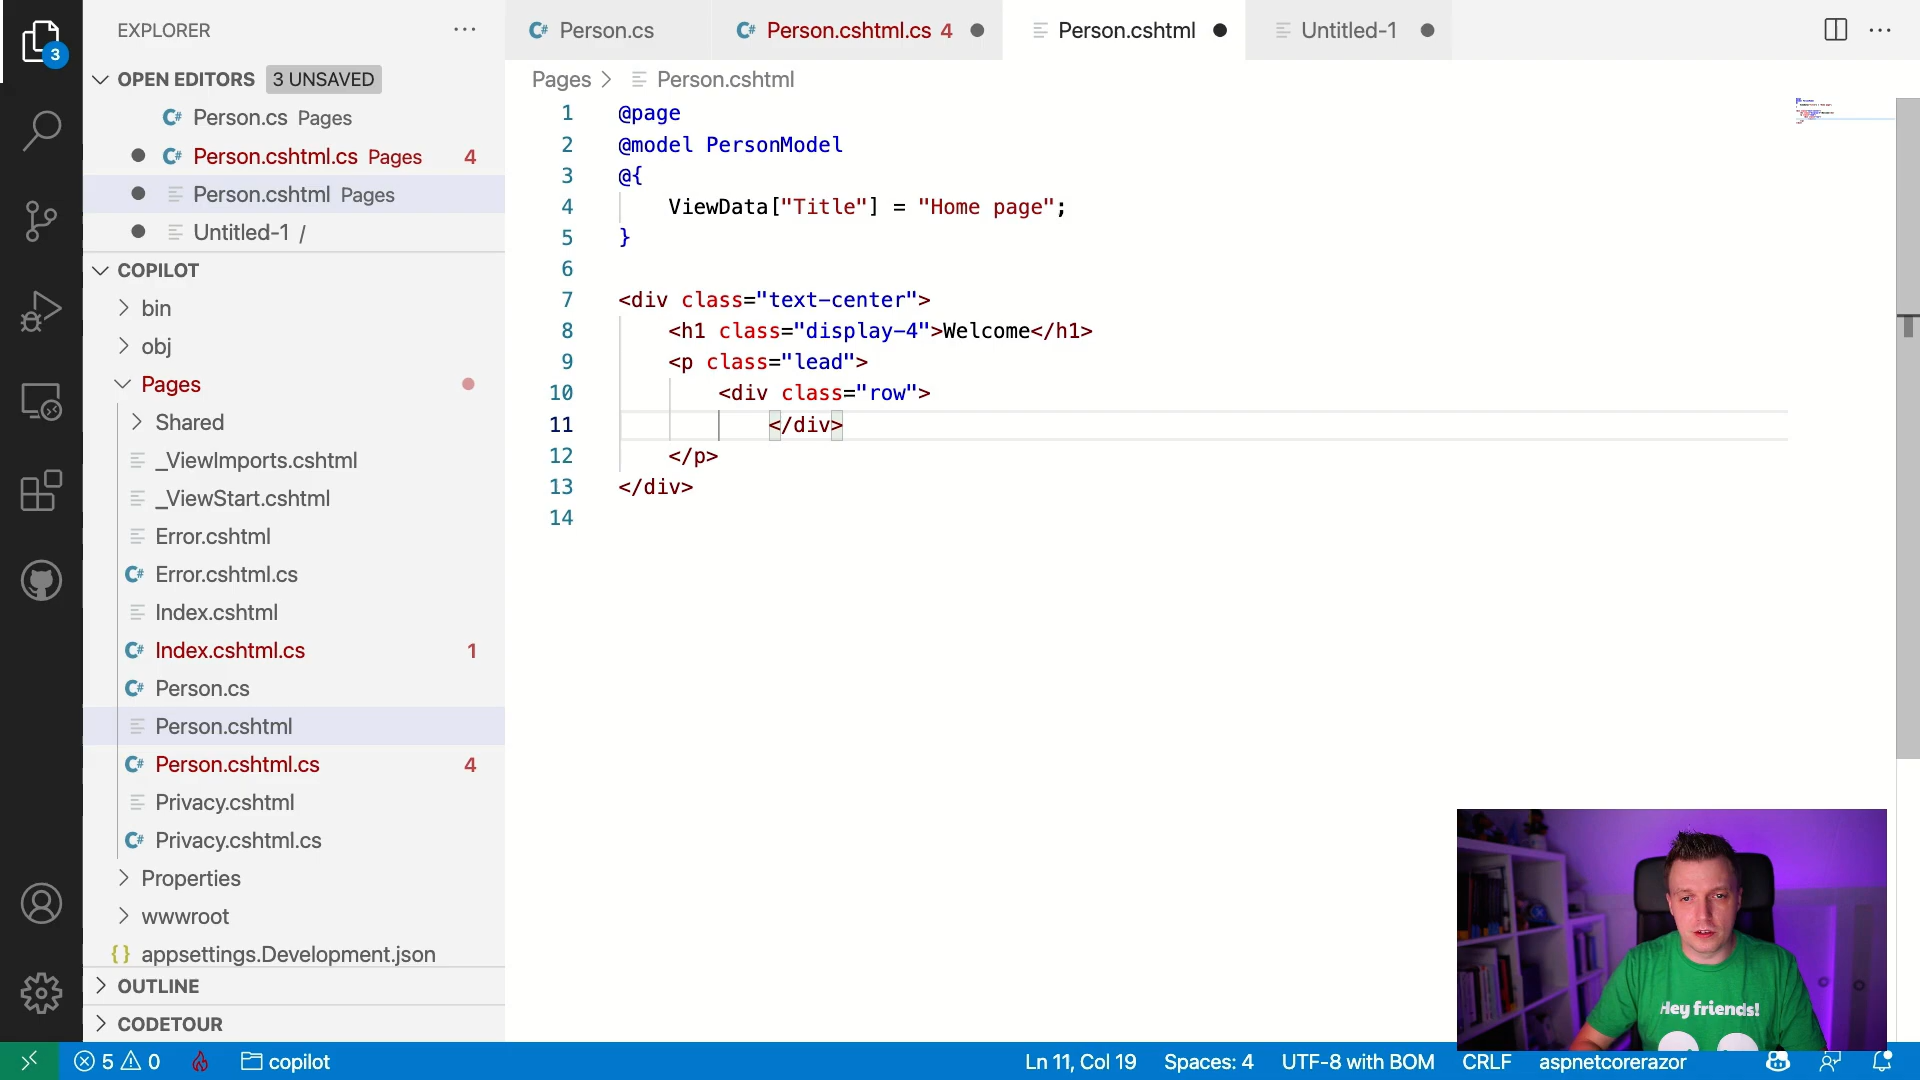 EXPLORER
OPEN EDITORS 3 UNSAVED
Person.cs Pages
Person.cshtml.cs Pages 4
Person.cshtml Pages
Untitled-1 /
COPILOT
bin
obj
Pages
Shared
_ViewImports.cshtml
_ViewStart.cshtml
Error.cshtml
C# Error.cshtml.cs
Index.cshtml
C# Index.cshtml.cs 1
C# Person.cs
Person.cshtml
C# Person.cshtml.cs 4
Privacy.cshtml
C# Privacy.cshtml.cs
Properties
wwwroot
{} appsettings.Development.json
OUTLINE
CODETOUR
3
C# Person.cs
C# Person.cshtml.cs 4
Person.cshtml
Untitled-1
Pages > Person.cshtml
1 @page
2 @model PersonModel
3 @{
4 ViewData["Title"] = "Home page";
5 }
6
7 <div class="text-center">
8 <h1 class="display-4">Welcome</h1>
9 <p class="lead">
10 <div class="row">
11 </div>
12 </p>
13 </div>
14
Hey friends!
5 0 copilot Ln 11, Col 19 Spaces: 4 UTF-8 with BOM CRLF aspnetcorerazor